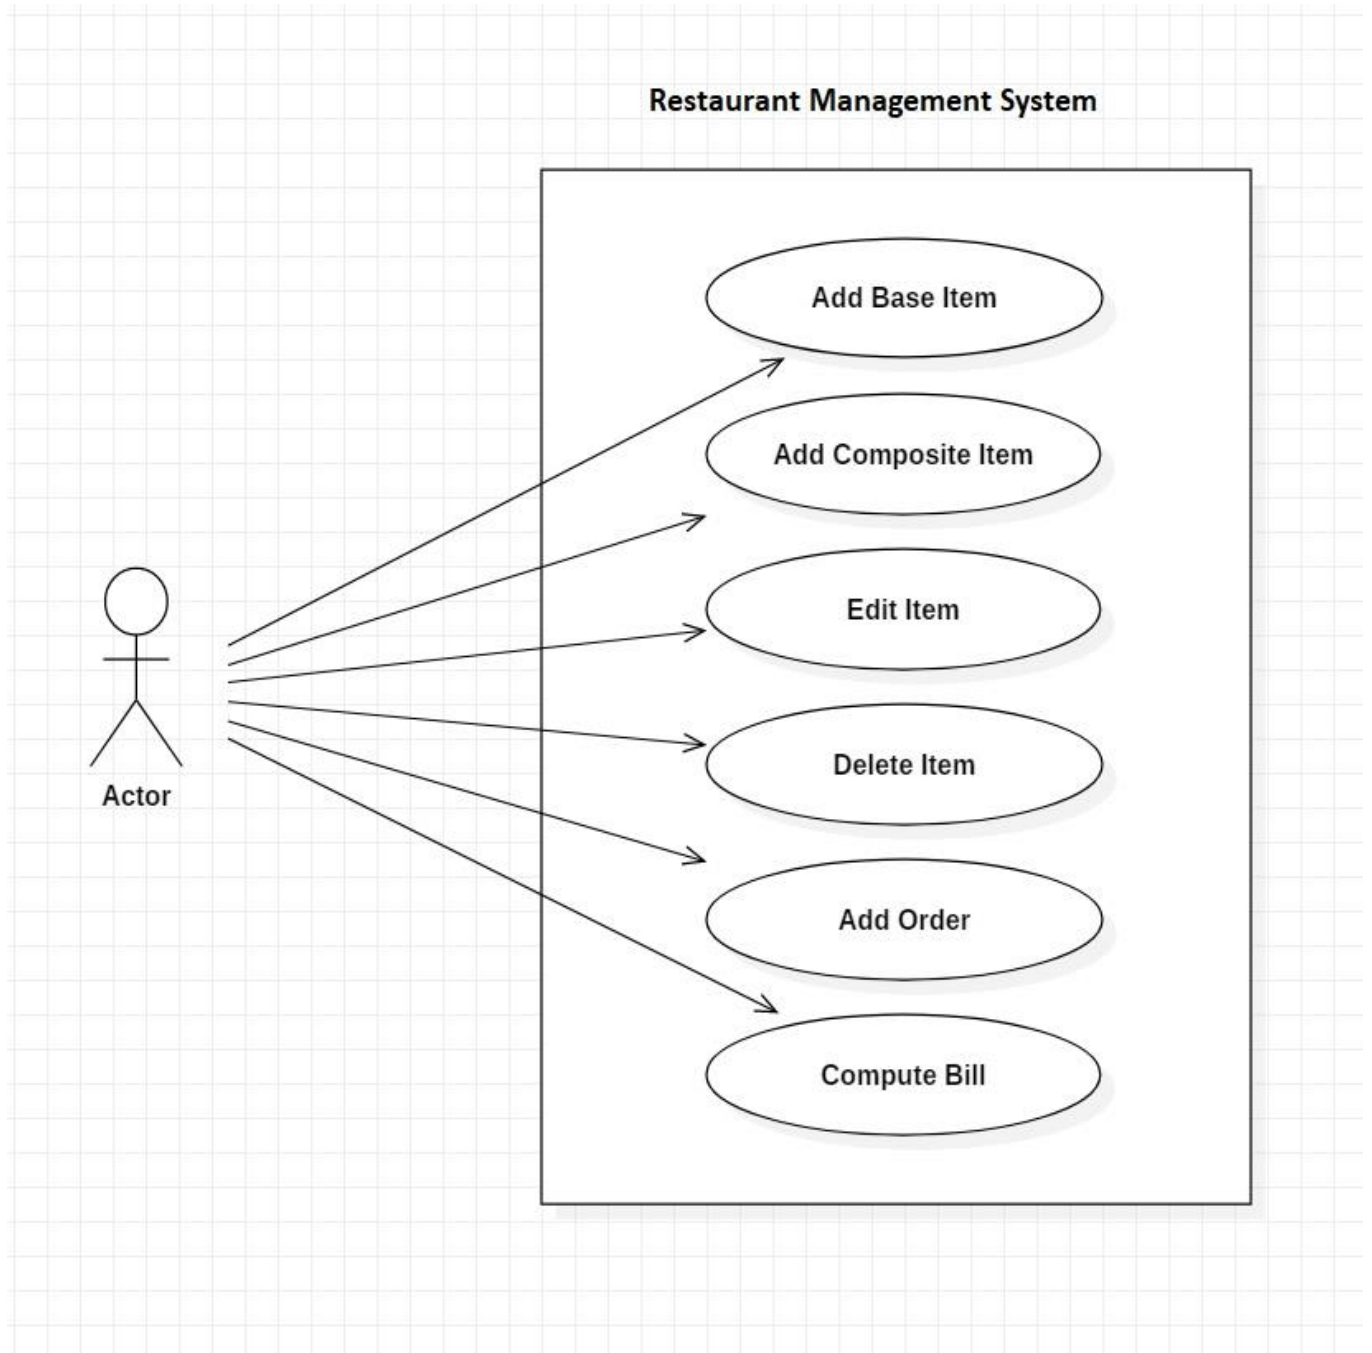 Restaurant Management System
Add Base Item
Add Composite Item
Edit Item
Delete Item
Actor
Add Order
Compute Bill